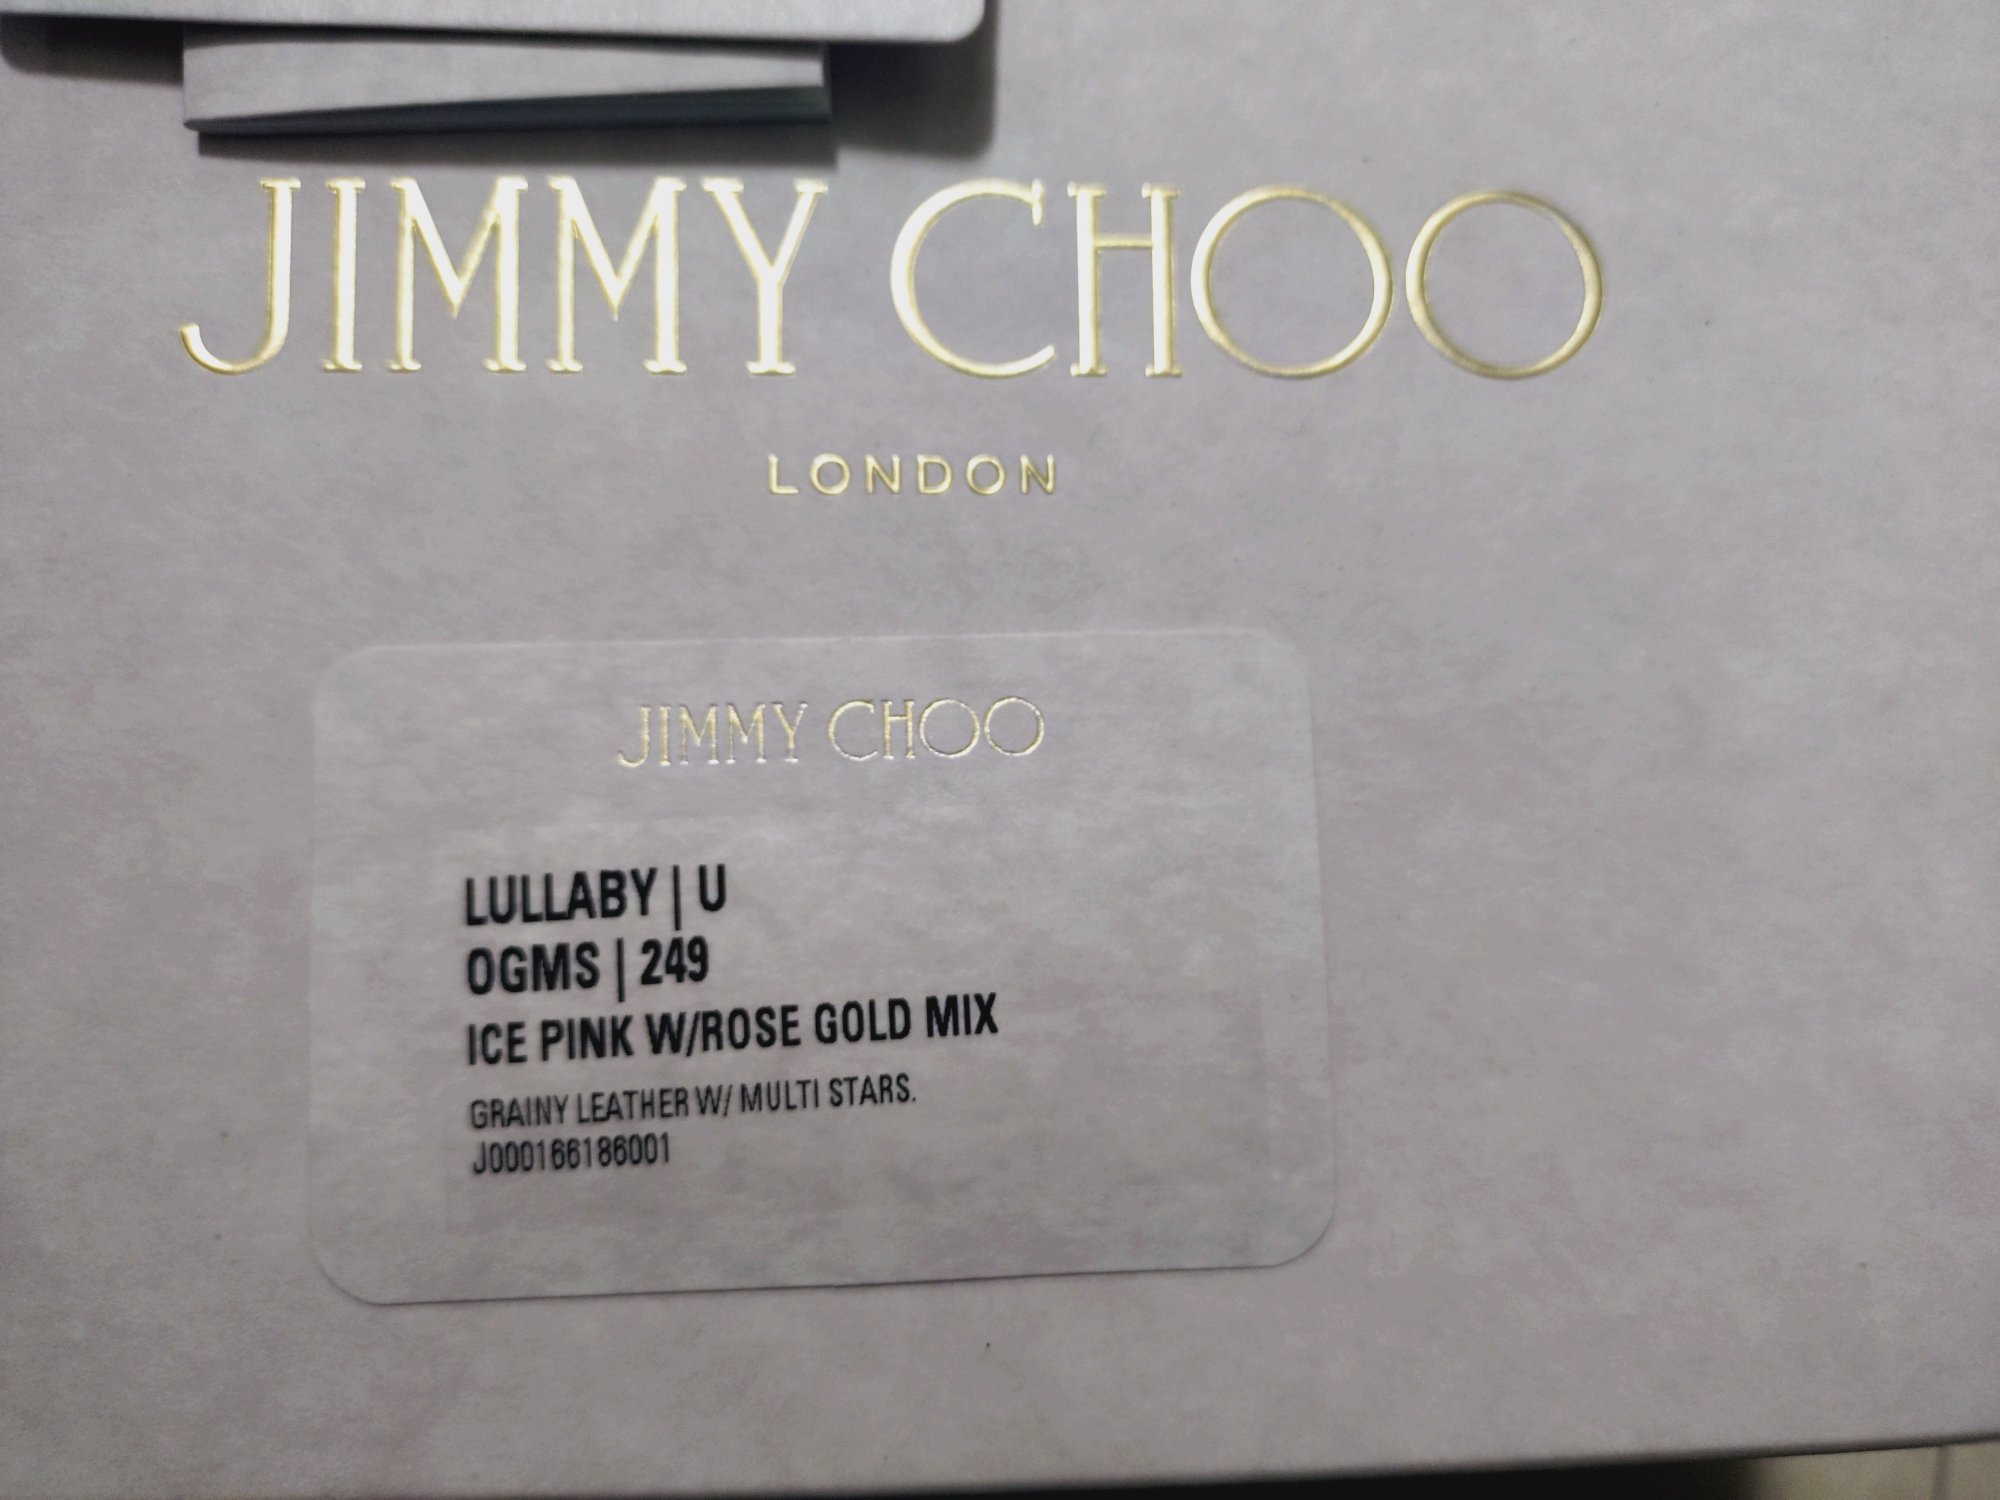 JIMMY CHOO
LONDON
JIMMY CHOO
LULLABY | U
OGMS | 249
ICE PINK W/ROSE GOLD MIX
GRAINY LEATHER W/ MULTI STARS.
J000166186001